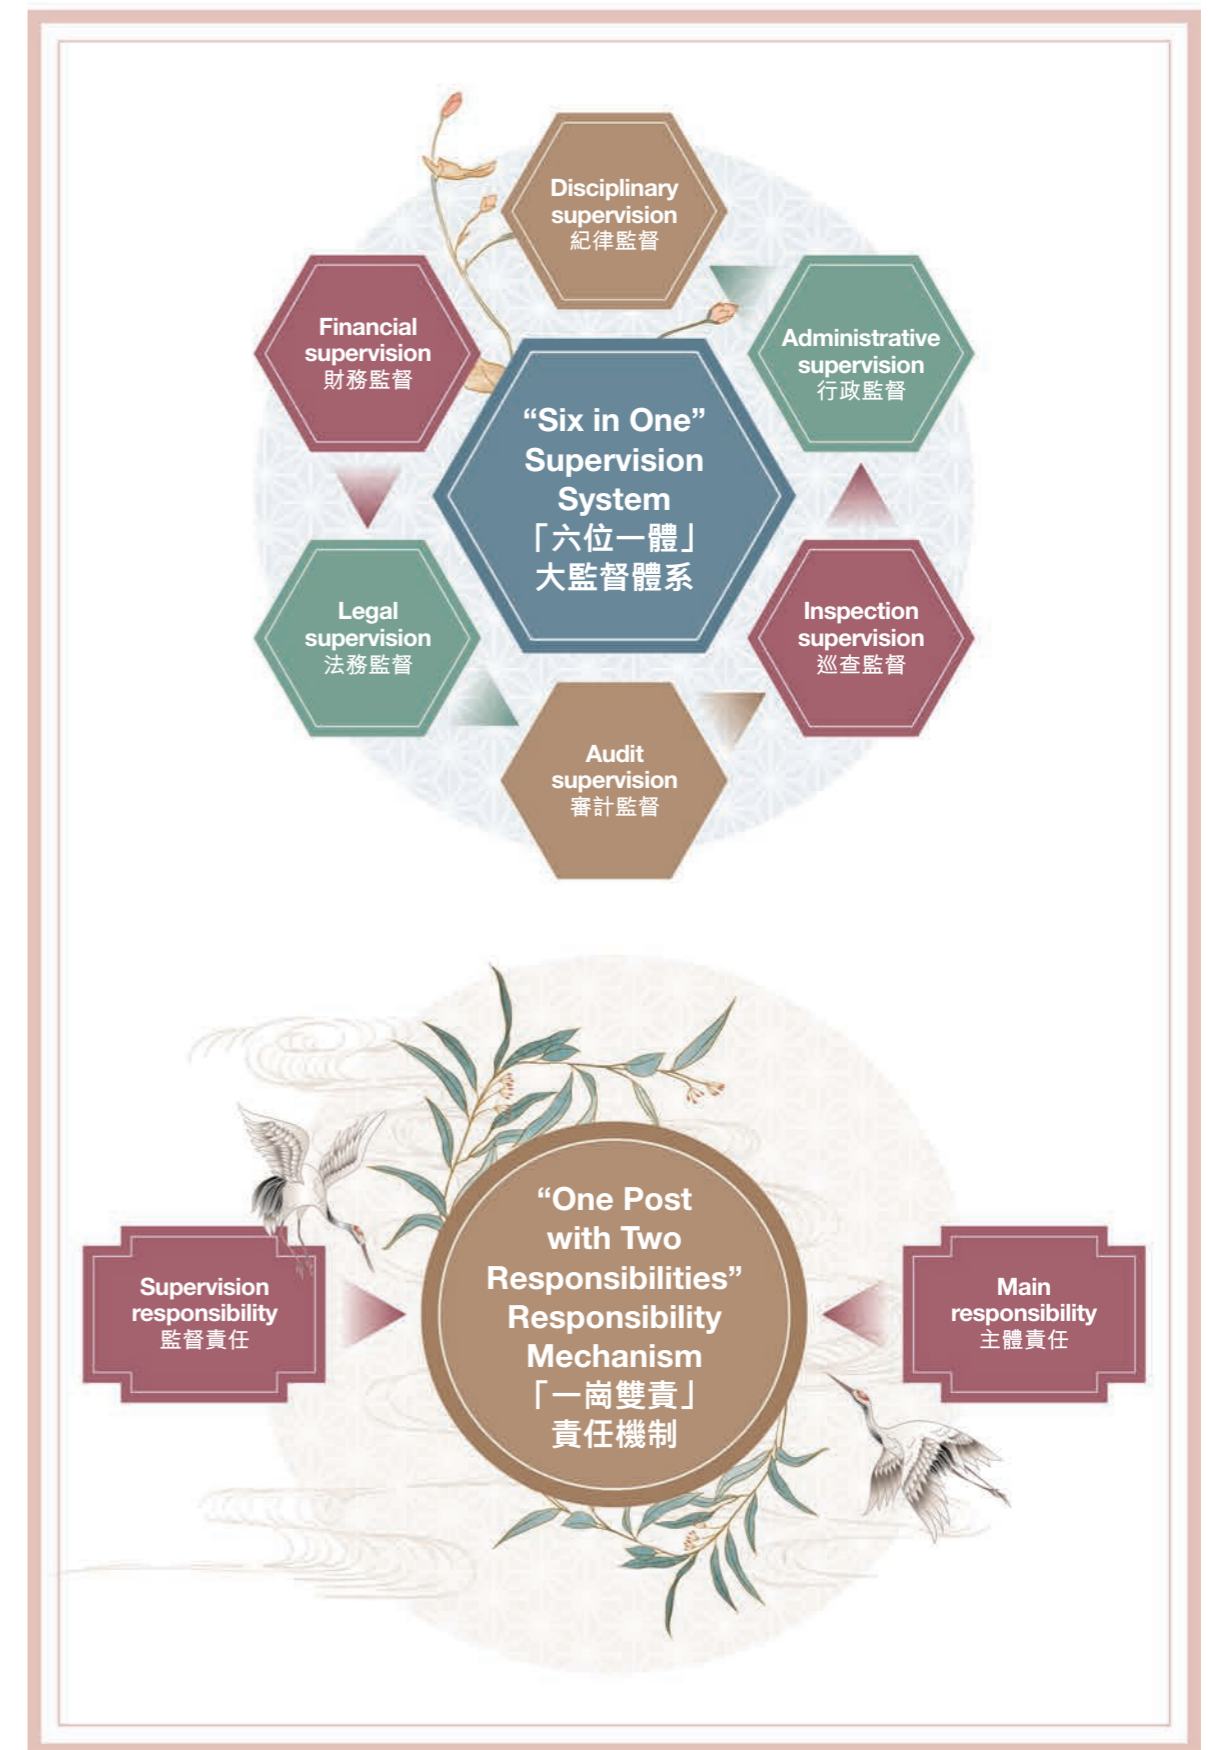 Disciplinary
supervision
紀律監督
Financial
supervision
財務監督
Administrative
supervision
行政監督
“Six in One”
Supervision
System
「六位一體」
大監督體系
Legal
supervision
法務監督
Inspection
supervision
巡查監督
Audit
supervision
審計監督
“One Post
with Two
Responsibilities”
Responsibility
Mechanism
「一崗雙責」
責任機制
Supervision
responsibility
監督責任
Main
responsibility
主體責任